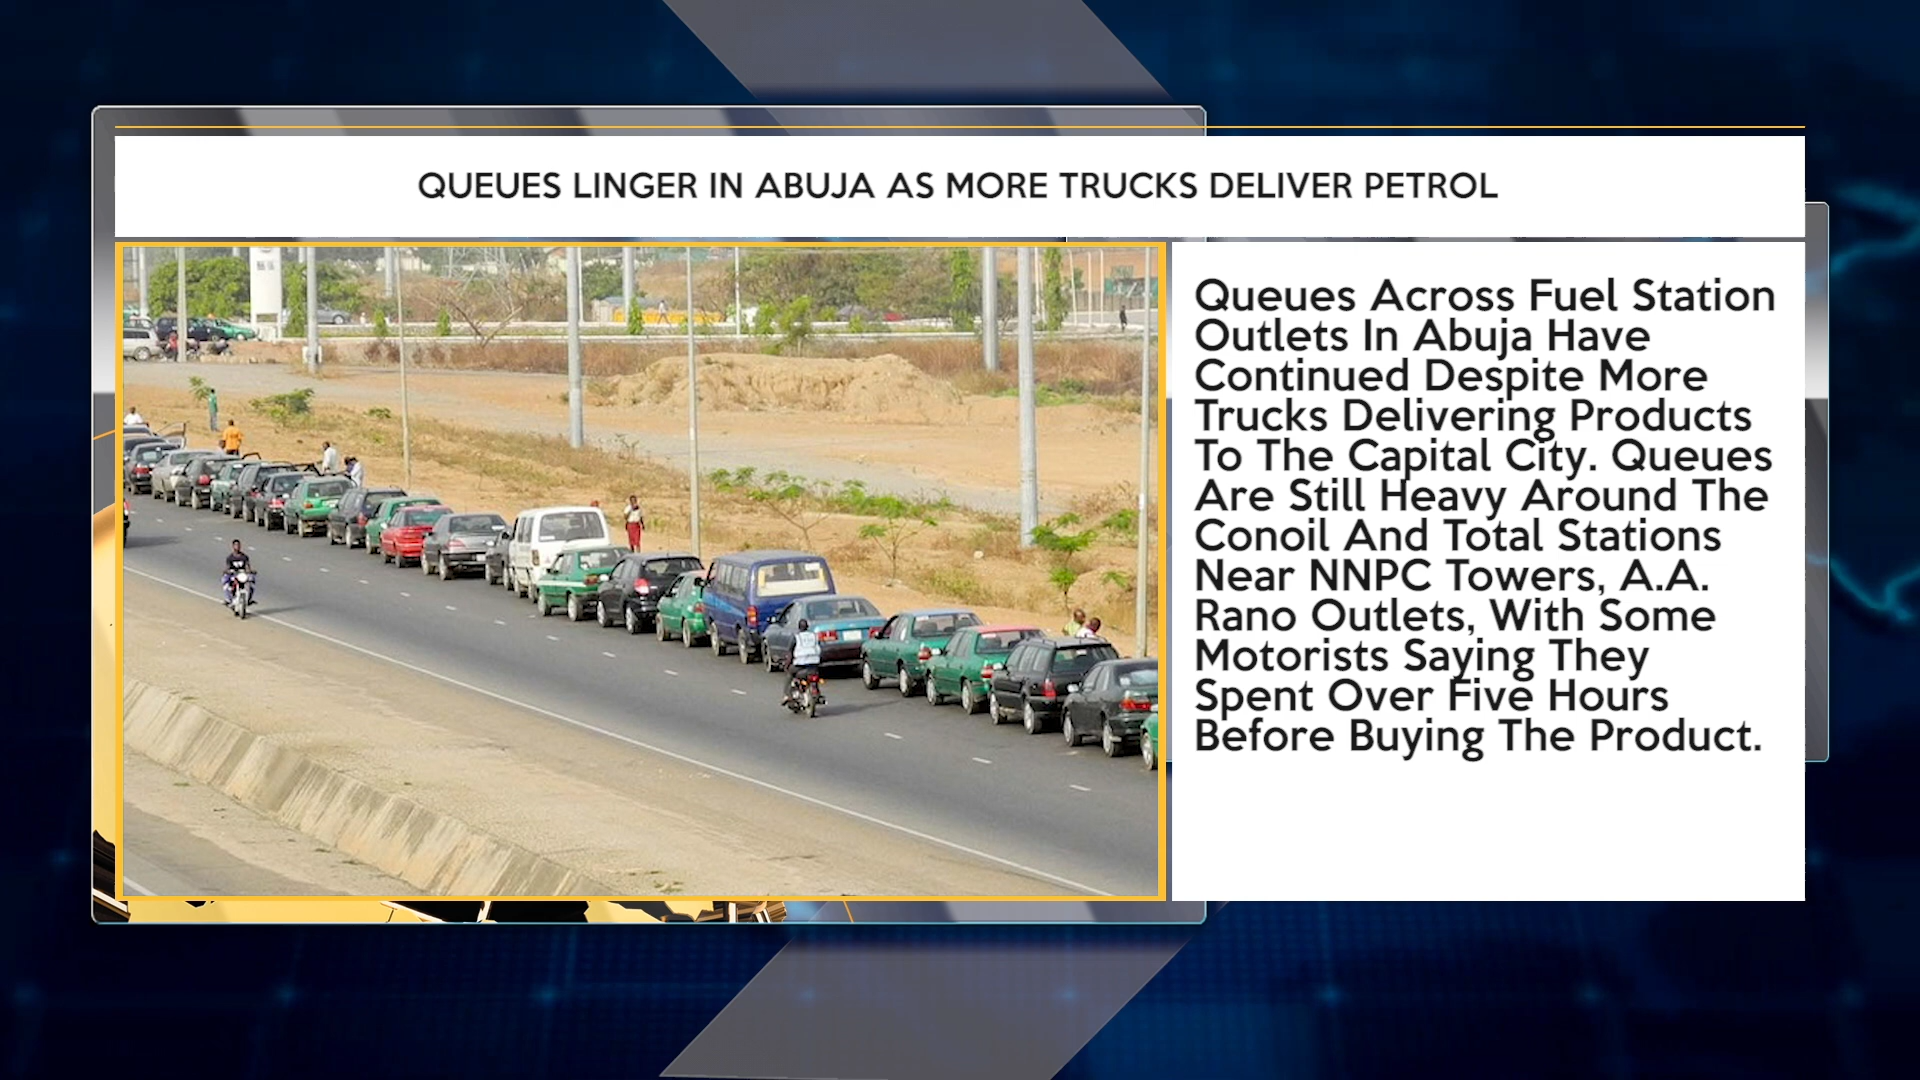 QUEUES LINGER IN ABUJA AS MORE TRUCKS DELIVER PETROL
Queues Across Fuel Station
Outlets In Abuja Have
Continued Despite More
Trucks Delivering Products
To The Capital City. Queues
Are Still Heavy Around The
Conoil And Total Stations
Near NNPC Towers, A.A.
Rano Outlets, With Some
Motorists Saying They
Spent Over Five Hours
Before Buying The Product.